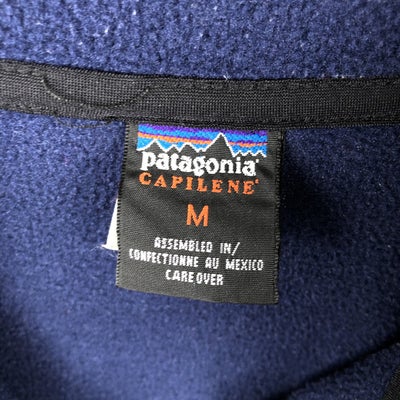 patagonia
CAPILENE®
M
ASSEMBLED IN/
CONFECTIONNE AU MEXICO
CARE OVER